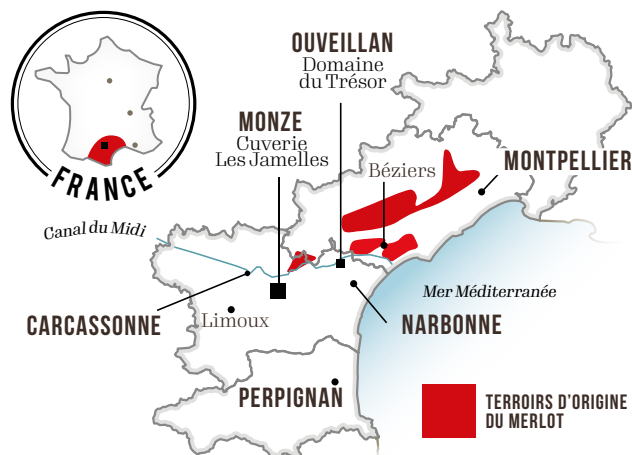 FRANCE
OUVEILLAN
Domaine
du Trésor
MONZE
Cuverie
Les Jamelles
Béziers
MONTPELLIER
Canal du Midi
Mer Méditerranée
CARCASSONNE
Limoux
NARBONNE
PERPIGNAN
TERROIRS D'ORIGINE
DU MERLOT